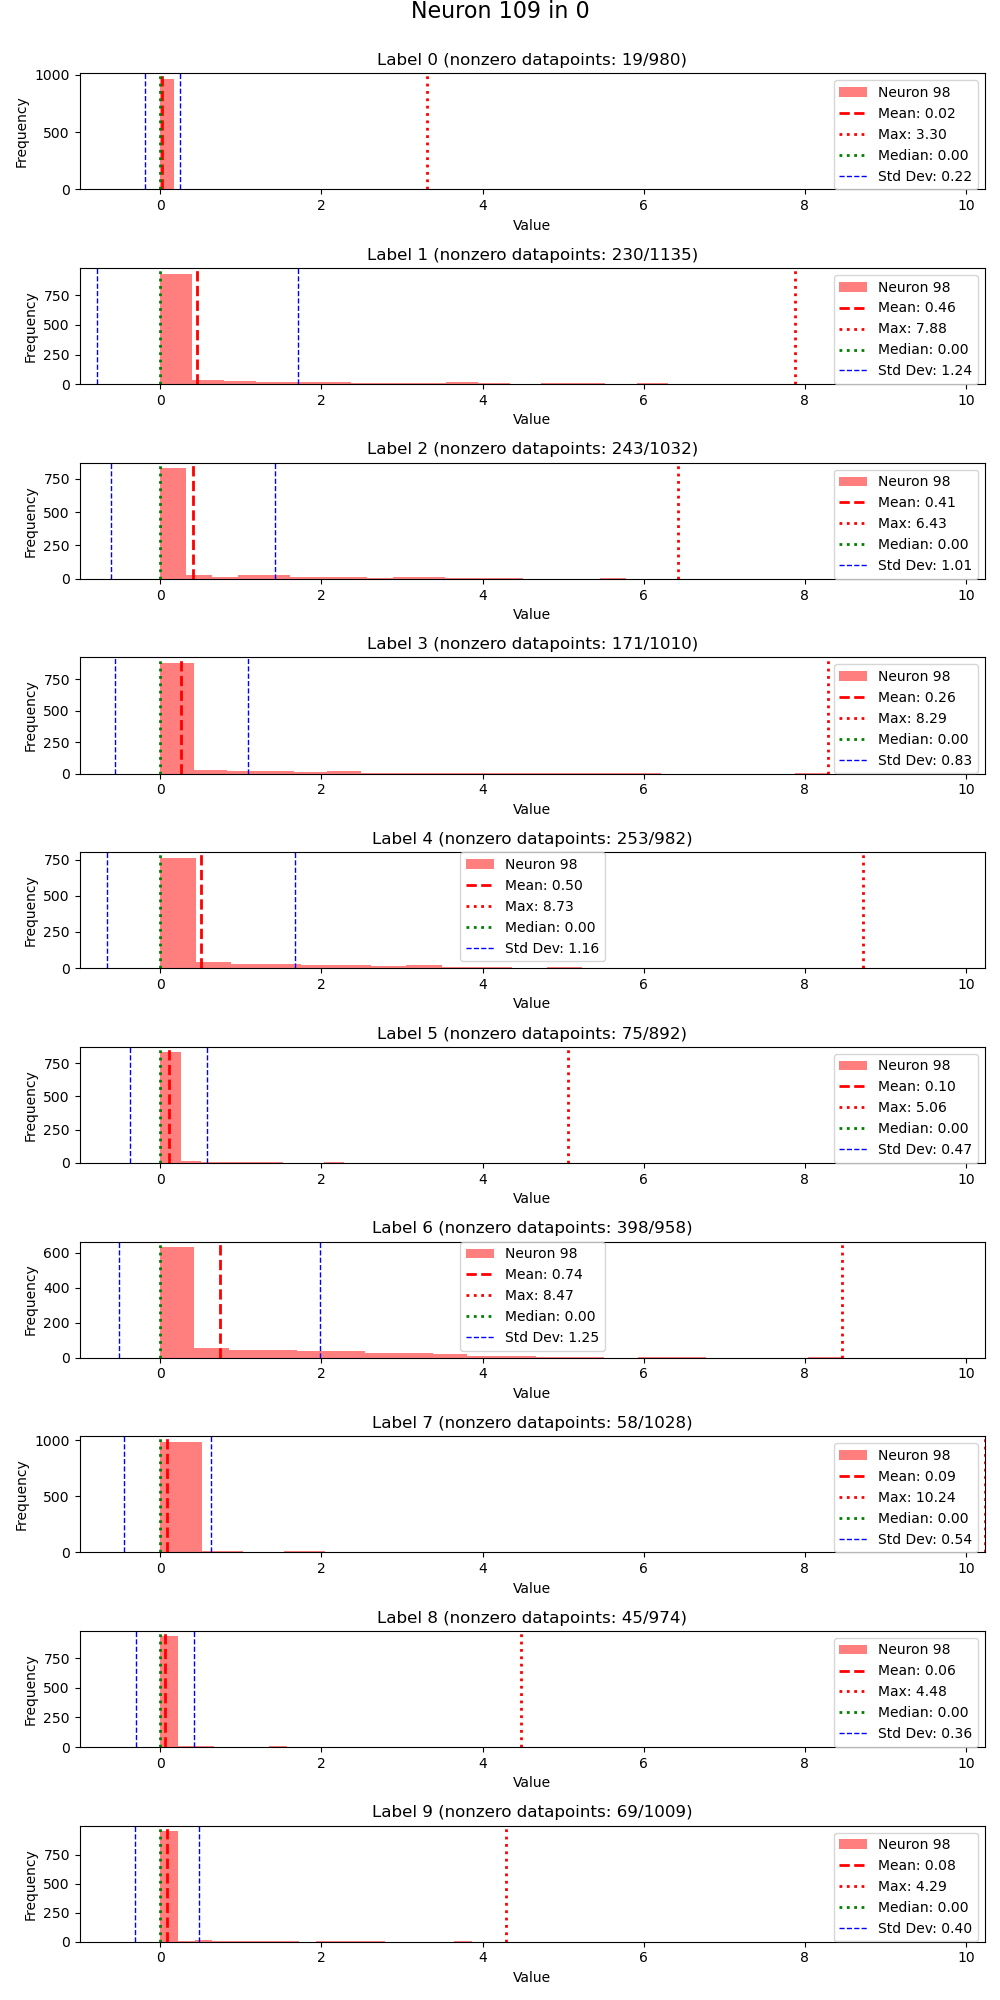 Neuron 109 in 0
Label 0 (nonzero datapoints: 19/980)
1000
500
0
Frequency
Neuron 98
Mean: 0.02
Max: 3.30
Median: 0.00
Std Dev: 0.22
0 2 4 6 8 10
Value
Label 1 (nonzero datapoints: 230/1135)
750
500
250
0
Frequency
Neuron 98
Mean: 0.46
Max: 7.88
Median: 0.00
Std Dev: 1.24
0 2 4 6 8 10
Value
Label 2 (nonzero datapoints: 243/1032)
750
500
250
0
Frequency
Neuron 98
Mean: 0.41
Max: 6.43
Median: 0.00
Std Dev: 1.01
0 2 4 6 8 10
Value
Label 3 (nonzero datapoints: 171/1010)
750
500
250
0
Frequency
Neuron 98
Mean: 0.26
Max: 8.29
Median: 0.00
Std Dev: 0.83
0 2 4 6 8 10
Value
Label 4 (nonzero datapoints: 253/982)
750
500
250
0
Frequency
Neuron 98
Mean: 0.50
Max: 8.73
Median: 0.00
Std Dev: 1.16
0 2 4 6 8 10
Value
Label 5 (nonzero datapoints: 75/892)
750
500
250
0
Frequency
Neuron 98
Mean: 0.10
Max: 5.06
Median: 0.00
Std Dev: 0.47
0 2 4 6 8 10
Value
Label 6 (nonzero datapoints: 398/958)
600
400
200
0
Frequency
Neuron 98
Mean: 0.74
Max: 8.47
Median: 0.00
Std Dev: 1.25
0 2 4 6 8 10
Value
Label 7 (nonzero datapoints: 58/1028)
1000
500
0
Frequency
Neuron 98
Mean: 0.09
Max: 10.24
Median: 0.00
Std Dev: 0.54
0 2 4 6 8 10
Value
Label 8 (nonzero datapoints: 45/974)
750
500
250
0
Frequency
Neuron 98
Mean: 0.06
Max: 4.48
Median: 0.00
Std Dev: 0.36
0 2 4 6 8 10
Value
Label 9 (nonzero datapoints: 69/1009)
750
500
250
0
Frequency
Neuron 98
Mean: 0.08
Max: 4.29
Median: 0.00
Std Dev: 0.40
0 2 4 6 8 10
Value